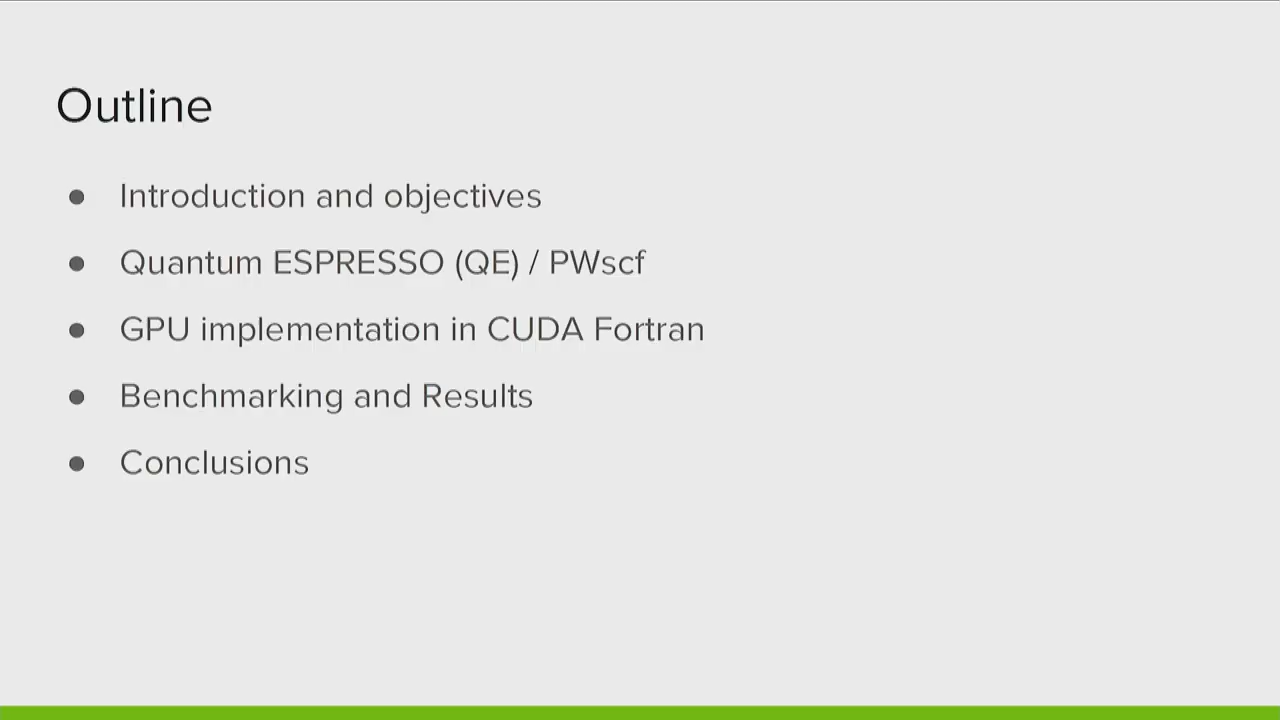 Outline
● Introduction and objectives
● Quantum ESPRESSO (QE) / PWscf
● GPU implementation in CUDA Fortran
● Benchmarking and Results
● Conclusions